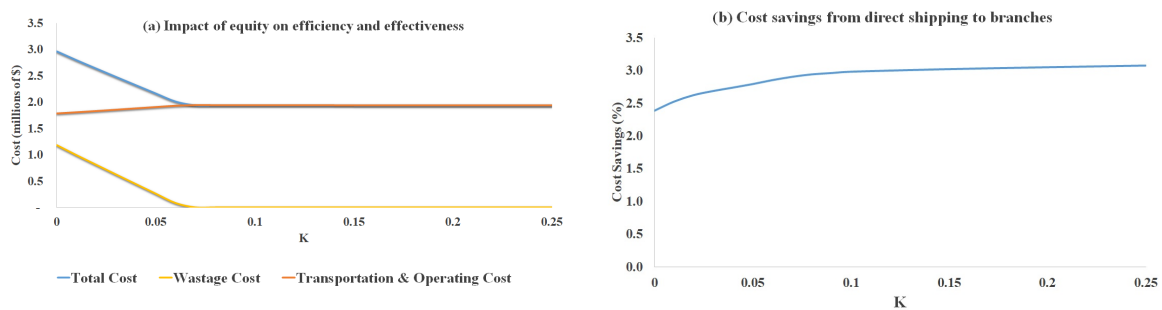 (a) Impact of equity on efficiency and effectiveness
Cost (millions of $)
3.5
3.0
2.5
2.0
1.5
1.0
0.5
-
0 0.05 0.1 0.15 0.2 0.25
K
Total Cost Wastage Cost Transportation & Operating Cost
(b) Cost savings from direct shipping to branches
Cost Savings (%)
3.5
3.0
2.5
2.0
1.5
1.0
0.5
0.0
0 0.05 0.1 0.15 0.2 0.25
K